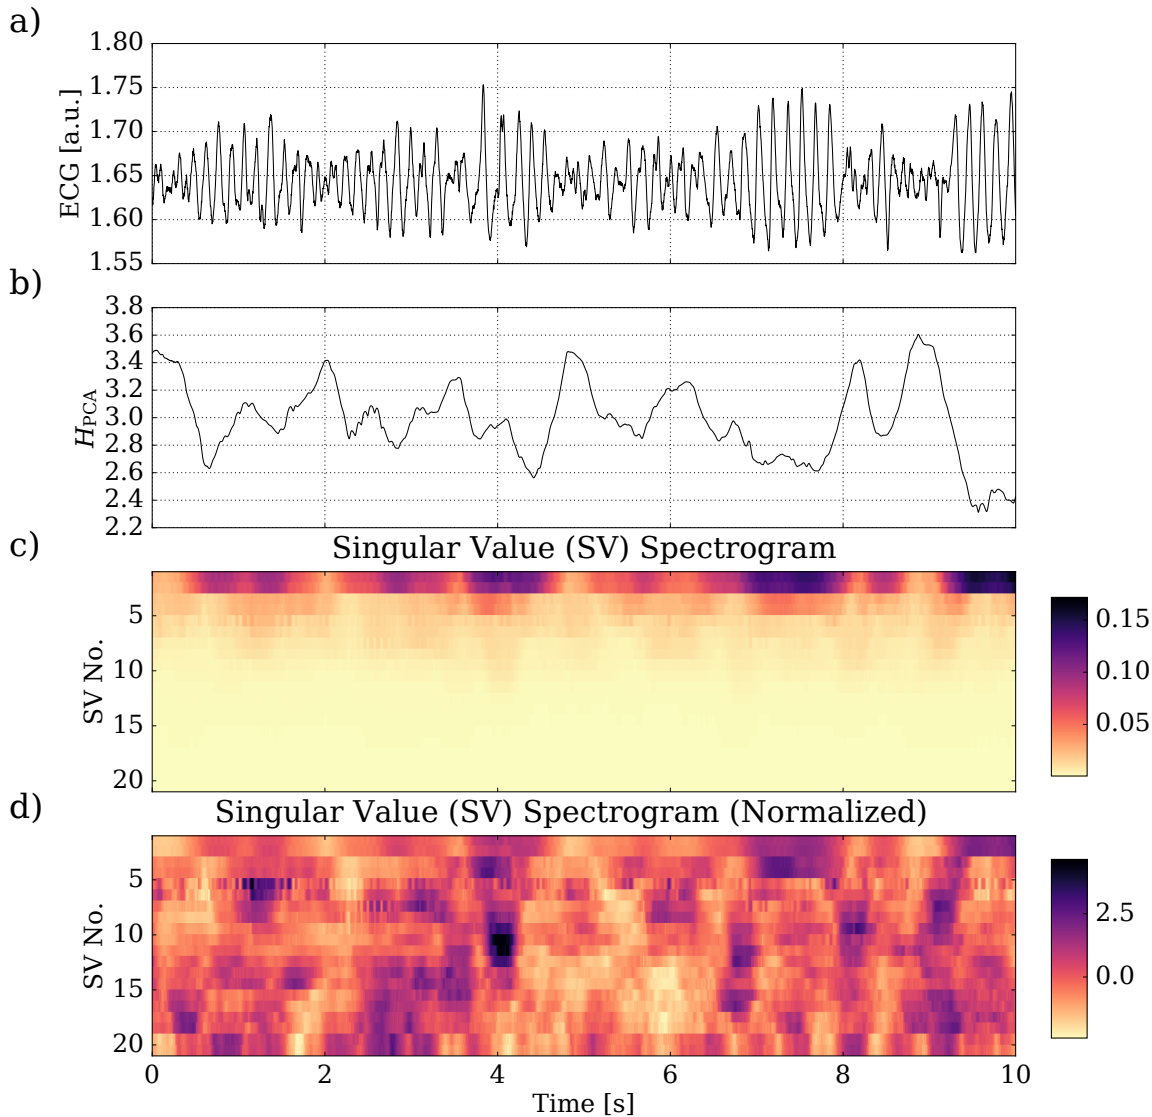 a)
ECG [a.u.]
1.80
1.75
1.70
1.65
1.60
1.55
b)
H_PCA
3.8
3.6
3.4
3.2
3.0
2.8
2.6
2.4
2.2
c)
Singular Value (SV) Spectrogram
SV No.
5
10
15
20
0.15
0.10
0.05
d)
Singular Value (SV) Spectrogram (Normalized)
SV No.
5
10
15
20
2.5
0.0
0 2 4 6 8 10
Time [s]